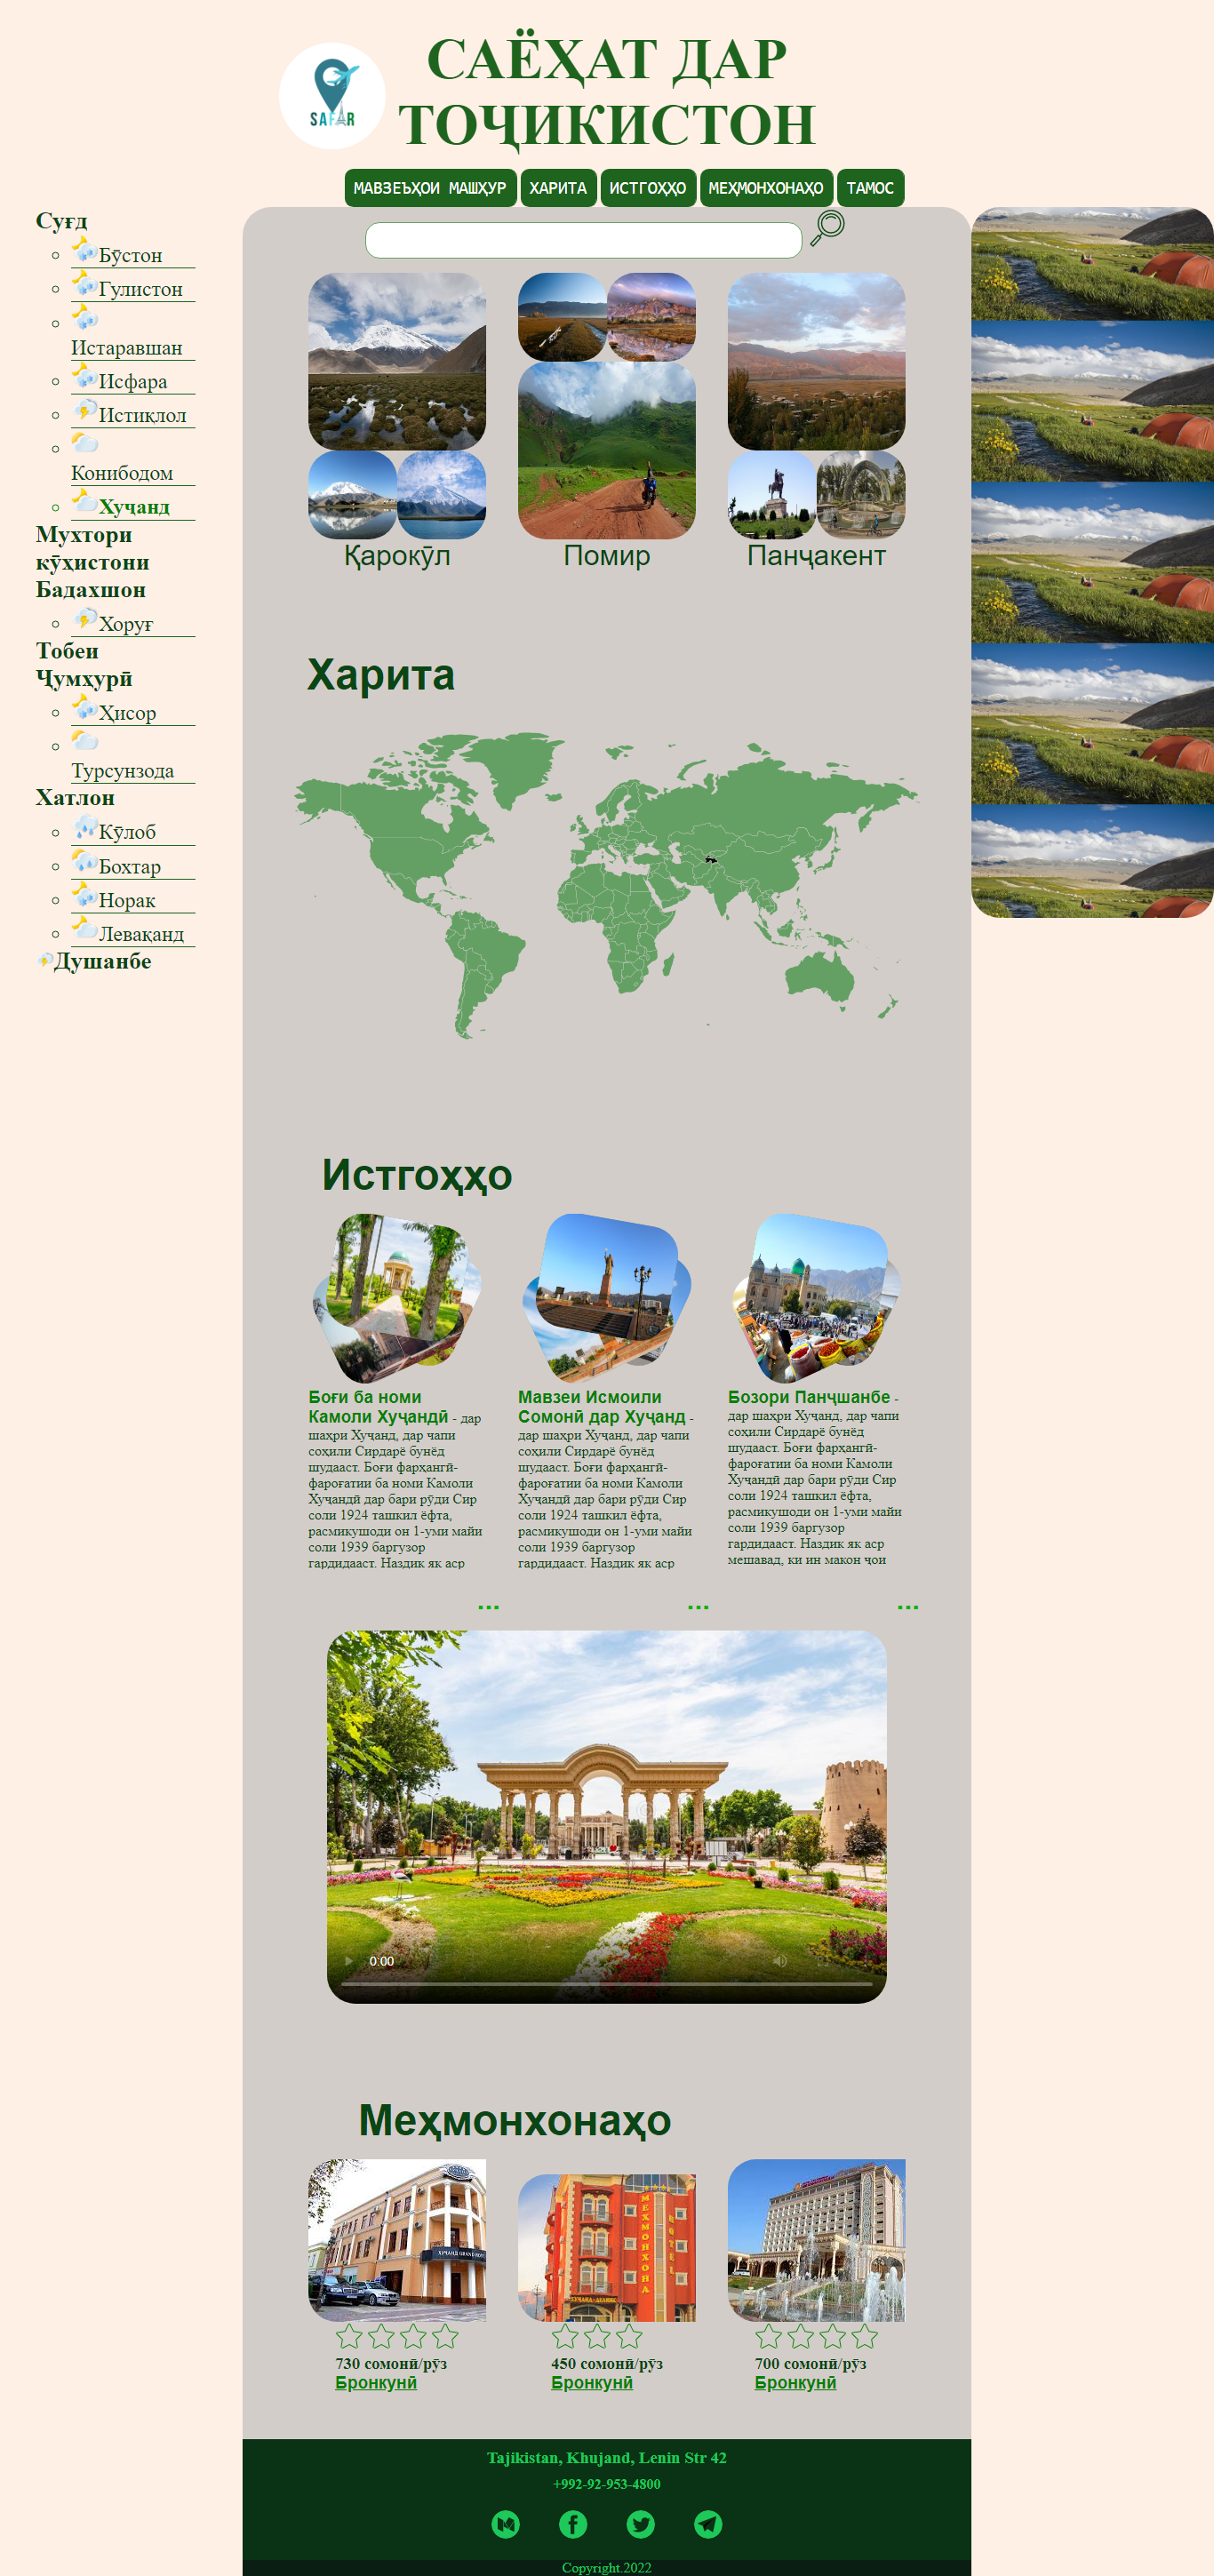 SAFAR
САЁҲАТ ДАР
ТОҶИКИСТОН
МАВЗЕЪҲОИ МАШҲУР
ХАРИТА
ИСТГОҲҲО
МЕҲМОНХОНАҲО
ТАМОС
Суғд
Бӯстон
Гулистон
Истаравшан
Исфара
Истиқлол
Конибодом
Хуҷанд
Мухтори
кӯҳистони
Бадахшон
Хоруғ
Тобеи
Ҷумҳурӣ
Ҳисор
Турсунзода
Хатлон
Кӯлоб
Бохтар
Норак
Левақанд
Душанбе
Қарокӯл
Помир
Панҷакент
Харита
Истгоҳҳо
Боғи ба номи
Камоли Хуҷандӣ - дар
шаҳри Хуҷанд, дар чапи
соҳили Сирдарё бунёд
шудааст. Боғи фарҳангӣ-
фароғатии ба номи Камоли
Хуҷандӣ дар бари рӯди Сир
соли 1924 ташкил ёфта,
расмикушоди он 1-уми майи
соли 1939 баргузор
гардидааст. Наздик як аср
...
Мавзеи Исмоили
Сомонӣ дар Хуҷанд -
дар шаҳри Хуҷанд, дар чапи
соҳили Сирдарё бунёд
шудааст. Боғи фарҳангӣ-
фароғатии ба номи Камоли
Хуҷандӣ дар бари рӯди Сир
соли 1924 ташкил ёфта,
расмикушоди он 1-уми майи
соли 1939 баргузор
гардидааст. Наздик як аср
...
Бозори Панҷшанбе -
дар шаҳри Хуҷанд, дар чапи
соҳили Сирдарё бунёд
шудааст. Боғи фарҳангӣ-
фароғатии ба номи Камоли
Хуҷандӣ дар бари рӯди Сир
соли 1924 ташкил ёфта,
расмикушоди он 1-уми майи
соли 1939 баргузор
гардидааст. Наздик як аср
мешавад, ки ин макон ҷои
...
0:00
Меҳмонхонаҳо
МЕҲМОНХОНА
HOTEL
730 сомонӣ/рӯз
Бронкунӣ
450 сомонӣ/рӯз
Бронкунӣ
700 сомонӣ/рӯз
Бронкунӣ
Tajikistan, Khujand, Lenin Str 42
+992-92-953-4800
Copyright.2022